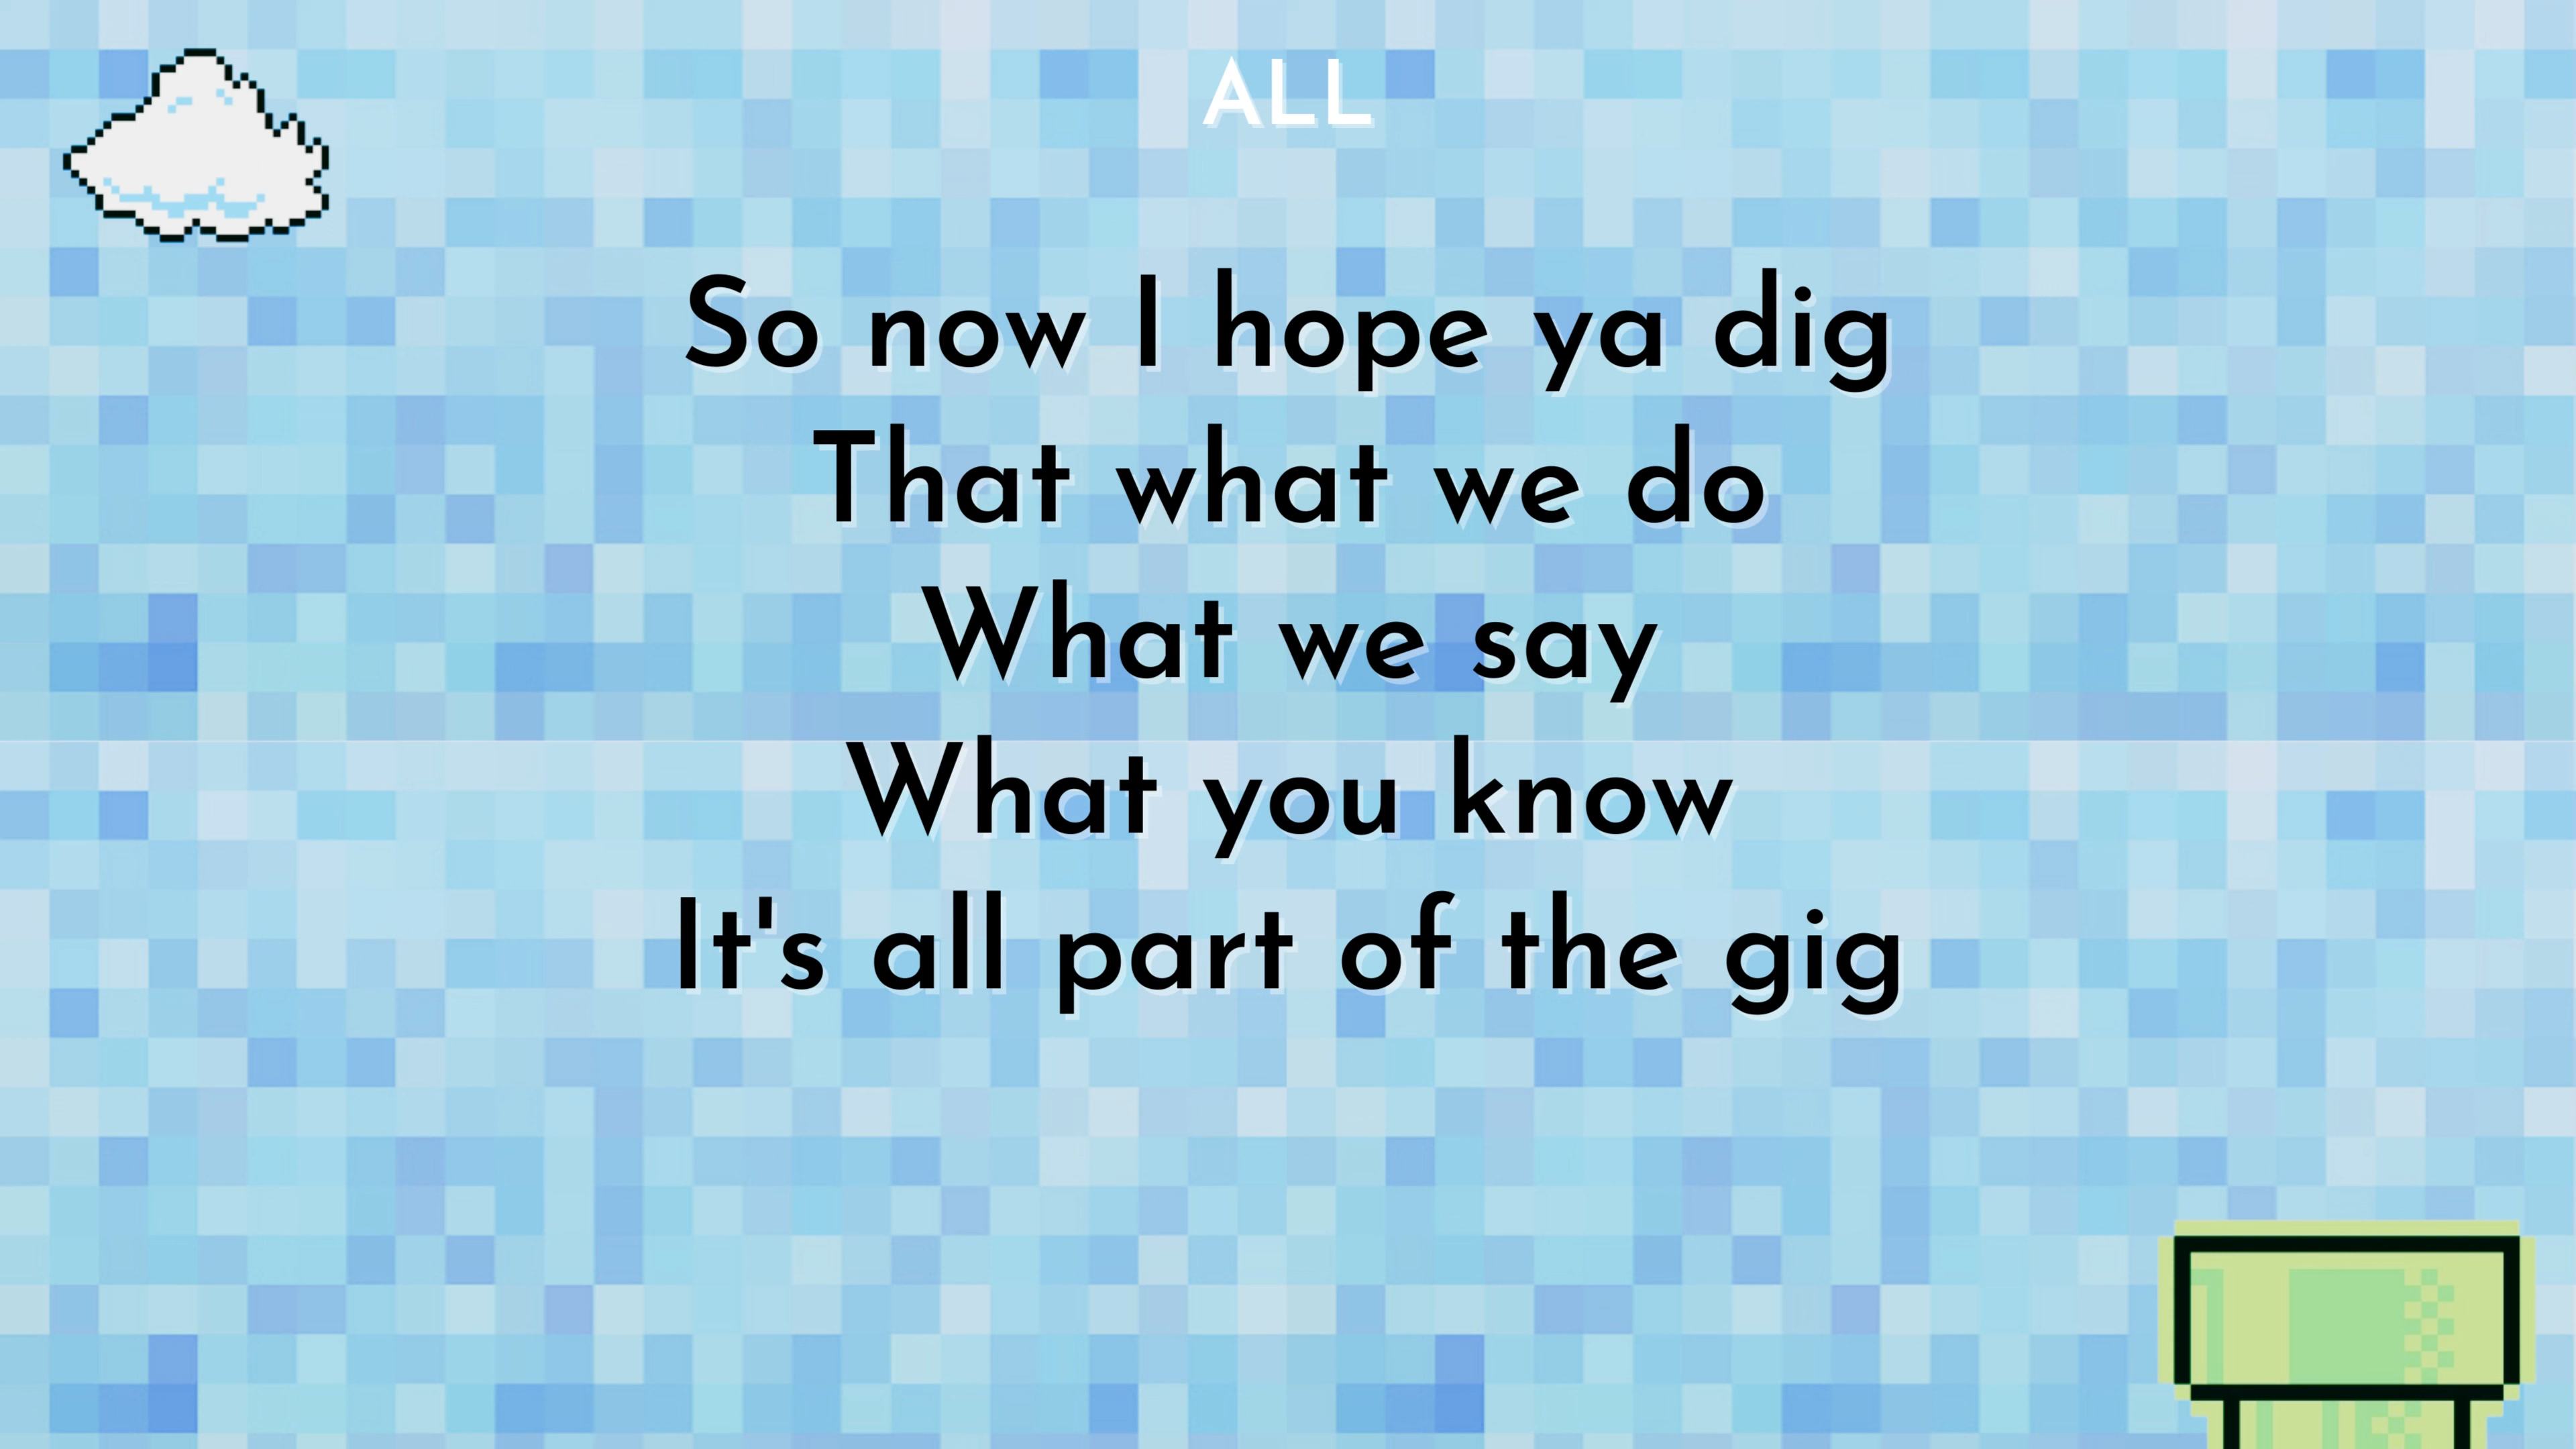 ALL
So now I hope ya dig
That what we do
What we say
What you know
It's all part of the gig